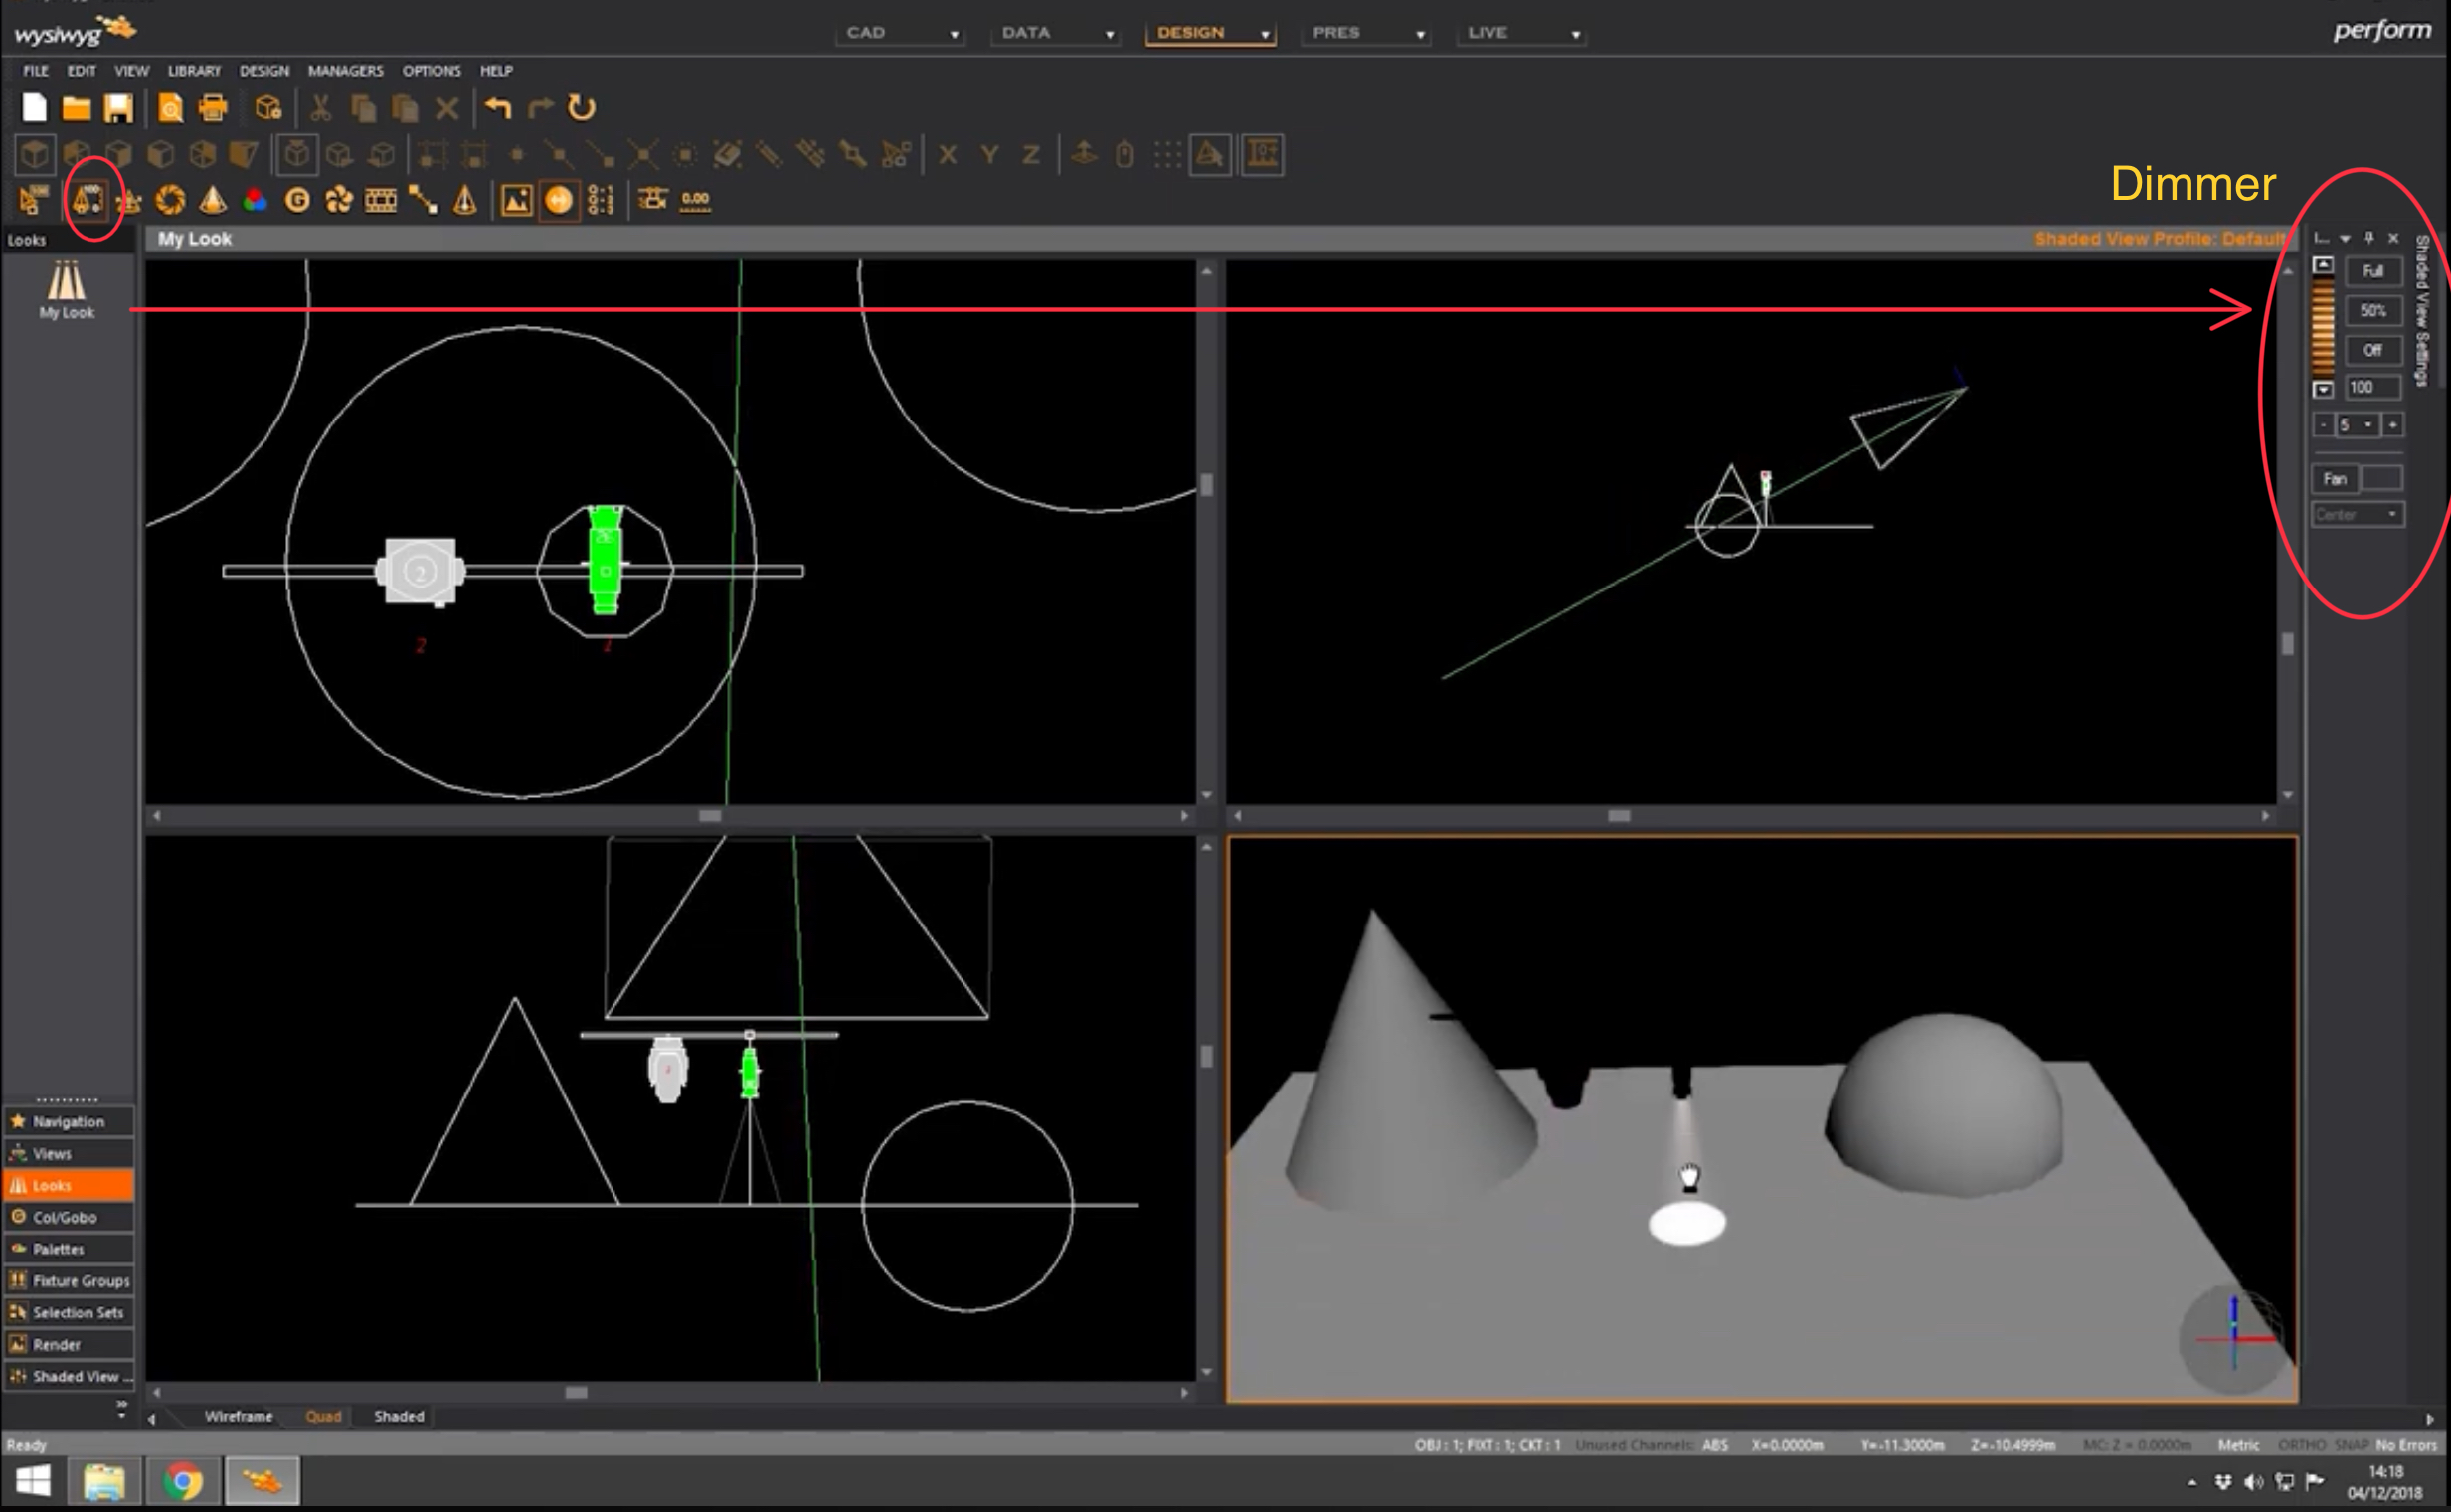 wysiwyg
CAD
DATA
DESIGN
PRES
LIVE
perform
FILE EDIT VIEW LIBRARY DESIGN MANAGERS OPTIONS HELP
X Y Z
Dimmer
100
G
0.00
Looks
My Look
Shaded View Profile: Default
L...
Shaded View Settings
My Look
Full
50%
Off
100
- 5 +
Fan
Center
2
2
1
Navigation
Views
Looks
Col/Gobo
Palettes
Fixture Groups
Selection Sets
Render
Shaded View ...
Wireframe Quad Shaded
Ready
OBJ : 1; FIXT : 1; CKT : 1 Unused Channels: ABS X=0.0000m Y=-11.3000m Z=-10.4999m MC: Z = 0.0000m Metric ORTHO SNAP No Errors
14:18
04/12/2018